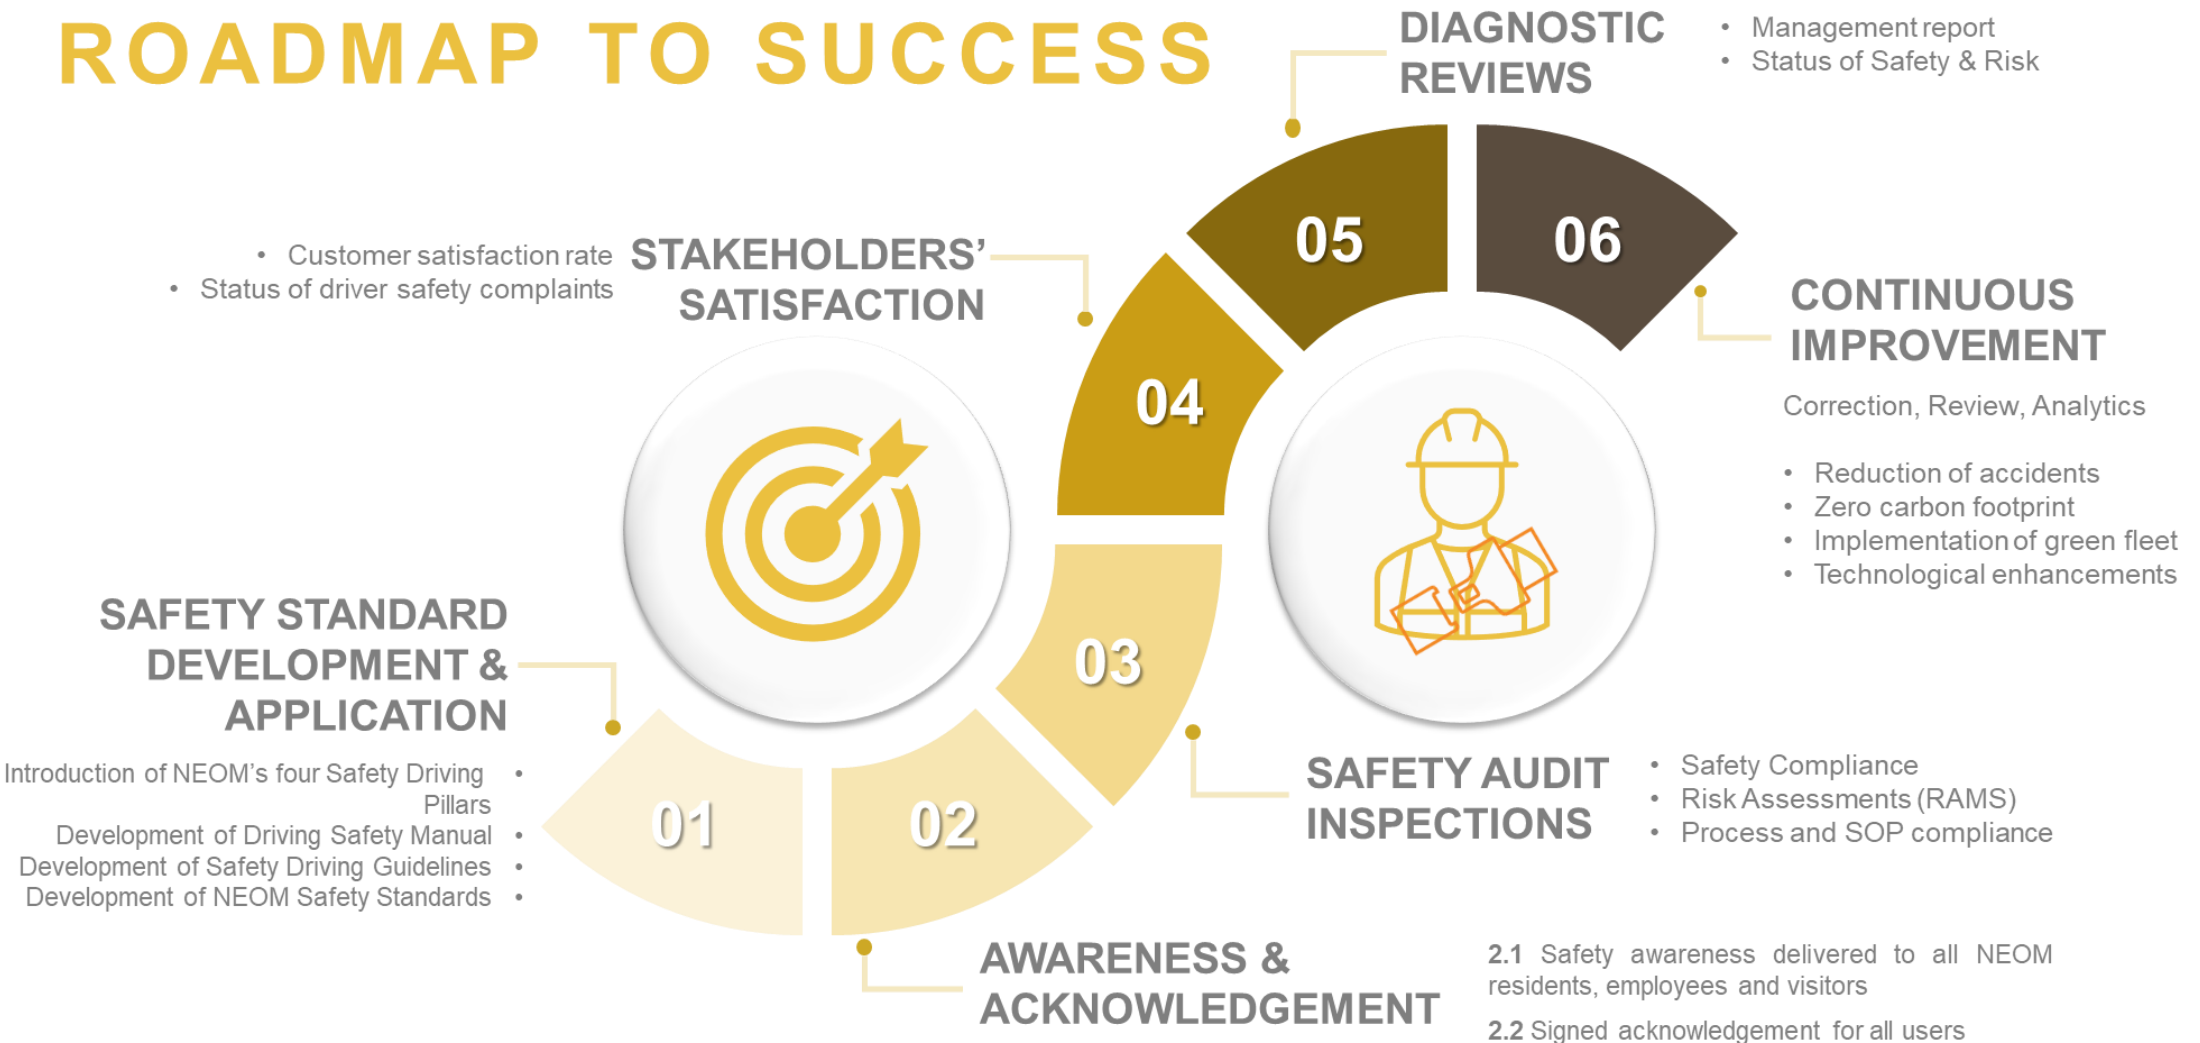 ROADMAP TO SUCCESS
DIAGNOSTIC
REVIEWS
• Management report
• Status of Safety & Risk
05
06
• Customer satisfaction rate
• Status of driver safety complaints
STAKEHOLDERS’
SATISFACTION
04
CONTINUOUS
IMPROVEMENT
Correction, Review, Analytics
• Reduction of accidents
• Zero carbon footprint
• Implementation of green fleet
• Technological enhancements
SAFETY STANDARD
DEVELOPMENT &
APPLICATION
Introduction of NEOM’s four Safety Driving •
Pillars
Development of Driving Safety Manual •
Development of Safety Driving Guidelines •
Development of NEOM Safety Standards •
01
02
03
SAFETY AUDIT
INSPECTIONS
• Safety Compliance
• Risk Assessments (RAMS)
• Process and SOP compliance
AWARENESS &
ACKNOWLEDGEMENT
2.1 Safety awareness delivered to all NEOM
residents, employees and visitors
2.2 Signed acknowledgement for all users